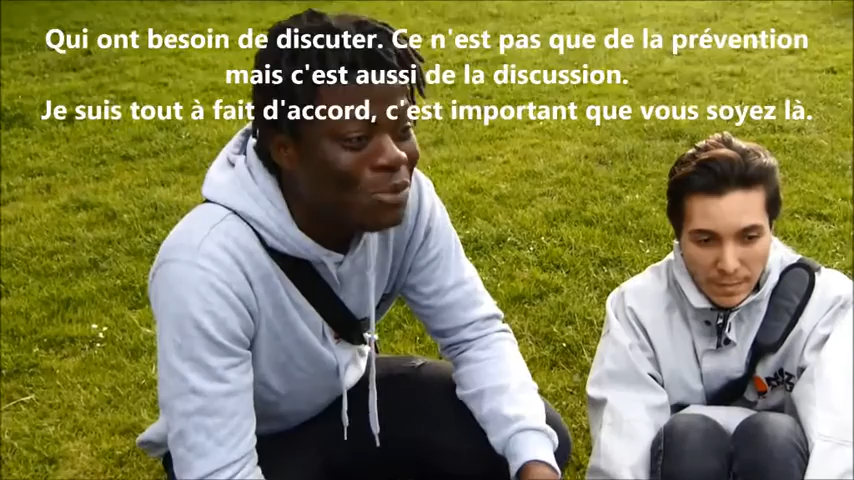 Qui ont besoin de discuter. Ce n'est pas que de la prévention
mais c'est aussi de la discussion.
Je suis tout à fait d'accord, c'est important que vous soyez là.